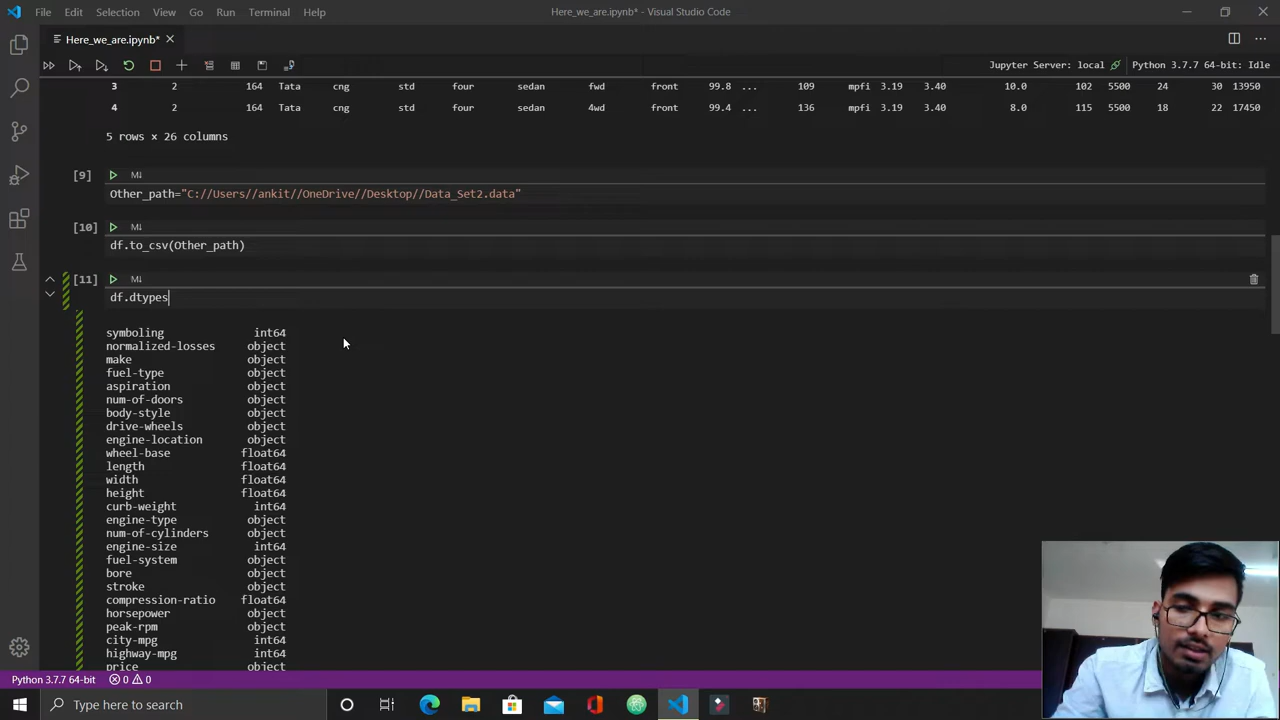 File Edit Selection View Go Run Terminal Help Here_we_are.ipynb* - Visual Studio Code
Here_we_are.ipynb*
Jupyter Server: local Python 3.7.7 64-bit: Idle
3 2 164 Tata cng std four sedan fwd front 99.8 ... 109 mpfi 3.19 3.40 10.0 102 5500 24 30 13950
4 2 164 Tata cng std four sedan 4wd front 99.4 ... 136 mpfi 3.19 3.40 8.0 115 5500 18 22 17450
5 rows × 26 columns
[9] M↓
Other_path="C://Users//ankit//OneDrive//Desktop//Data_Set2.data"
[10] M↓
df.to_csv(Other_path)
[11] M↓
df.dtypes
symboling int64
normalized-losses object
make object
fuel-type object
aspiration object
num-of-doors object
body-style object
drive-wheels object
engine-location object
wheel-base float64
length float64
width float64
height float64
curb-weight int64
engine-type object
num-of-cylinders object
engine-size int64
fuel-system object
bore object
stroke object
compression-ratio float64
horsepower object
peak-rpm object
city-mpg int64
highway-mpg int64
price object
Python 3.7.7 64-bit 0 0
Type here to search